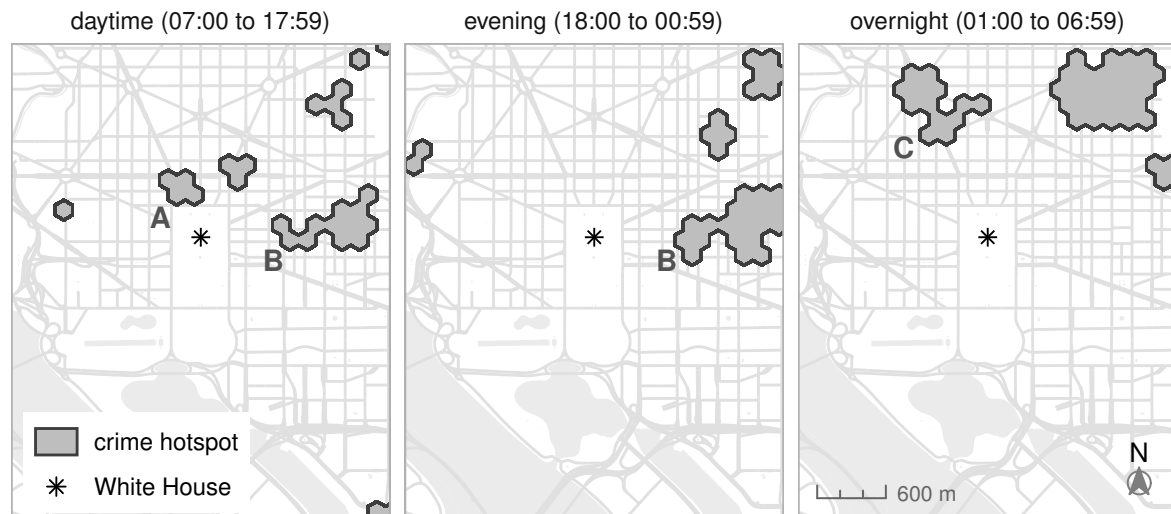 daytime (07:00 to 17:59)
evening (18:00 to 00:59)
overnight (01:00 to 06:59)
A
B
B
C
crime hotspot
White House
N
600 m